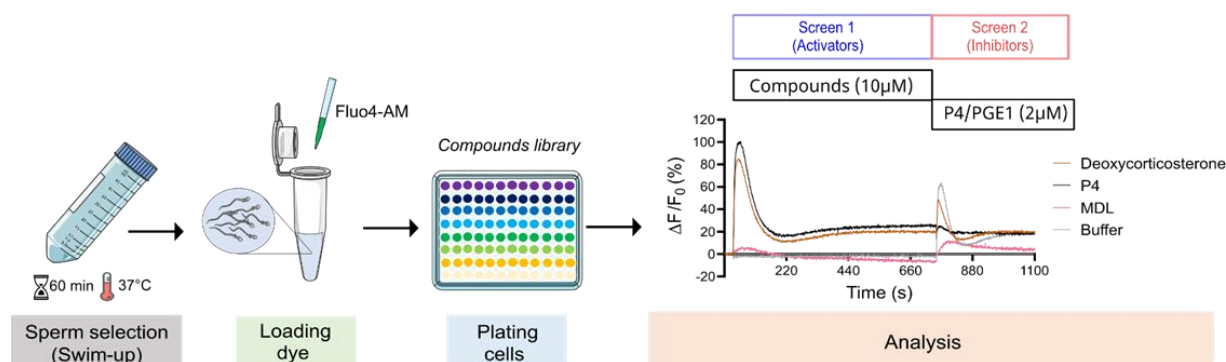 Screen 1
(Activators)
Screen 2
(Inhibitors)
Compounds (10µM)
P4/PGE1 (2µM)
Fluo4-AM
Compounds library
120
100
80
60
40
20
0
-20
ΔF/F0 (%)
220
440
660
880
1100
Time (s)
Deoxycorticosterone
P4
MDL
Buffer
60 min
37°C
Sperm selection
(Swim-up)
Loading
dye
Plating
cells
Analysis